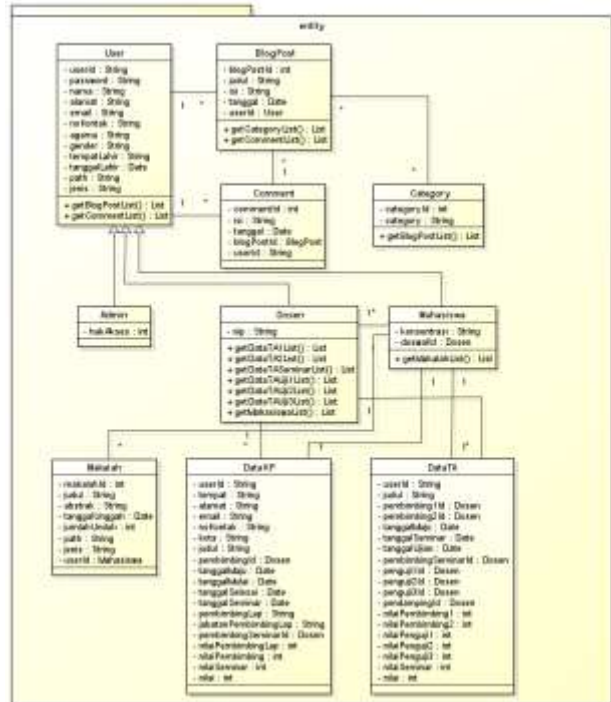 entity
User
- userId : String
- password : String
- nama : String
- alamat : String
- email : String
- noKontak : String
- agama : String
- gender : String
- tempatLahir : String
- tanggalLahir : Date
- path : String
- jenis : String
+ getBlogPostList() : List
+ getCommentList() : List
BlogPost
- blogPostId : int
- judul : String
- isi : String
- tanggal : Date
- userId : User
+ getCategoryList() : List
+ getCommentList() : List
Comment
- commentId : int
- isi : String
- tanggal : Date
- blogPostId : BlogPost
- userId : String
Category
- categoryId : int
- category : String
+ getBlogPostList() : List
Admin
- hakAkses : int
Dosen
- nip : String
+ getDataTA1List() : List
+ getDataTA2List() : List
+ getDataTASeminarList() : List
+ getDataTAUji1List() : List
+ getDataTAUji2List() : List
+ getDataTAUji3List() : List
+ getMahasiswaList() : List
Mahasiswa
- konsentrasi : String
- dosenId : Dosen
+ getMakalahList() : List
Makalah
- makalahId : int
- judul : String
- abstrak : String
- tanggalUnggah : Date
- jumlahUnduh : int
- path : String
- jenis : String
- userId : Mahasiswa
DataKP
- userId : String
- tempat : String
- alamat : String
- email : String
- noKontak : String
- kota : String
- judul : String
- pembimbingId : Dosen
- tanggalMaju : Date
- tanggalMulai : Date
- tanggalSelesai : Date
- tanggalSeminar : Date
- pembimbingLap : String
- jabatanPembimbingLap : String
- pembimbingSeminarId : Dosen
- nilaiPembimbingLap : int
- nilaiPembimbing : int
- nilaiSeminar : int
- nilai : int
DataTA
- userId : String
- judul : String
- pembimbing1Id : Dosen
- pembimbing2Id : Dosen
- tanggalMaju : Date
- tanggalSeminar : Date
- tanggalUjian : Date
- pembimbingSeminarId : Dosen
- penguji1Id : Dosen
- penguji2Id : Dosen
- penguji3Id : Dosen
- pendampingId : Dosen
- nilaiPembimbing1 : int
- nilaiPembimbing2 : int
- nilaiPenguji1 : int
- nilaiPenguji2 : int
- nilaiPenguji3 : int
- nilaiSeminar : int
- nilai : int